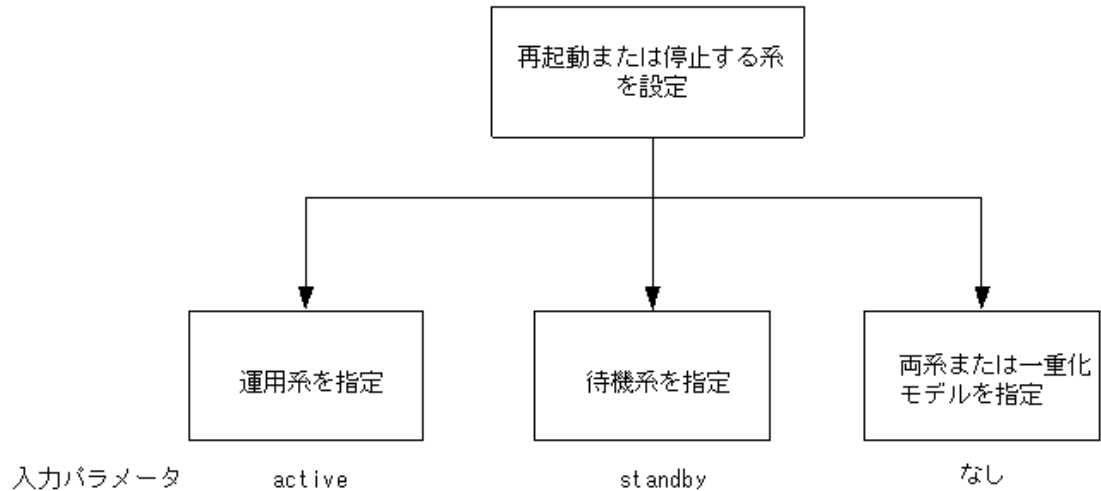 再起動または停止する系
を設定
運用系を指定
待機系を指定
両系または一重化
モデルを指定
入力パラメータ active standby なし